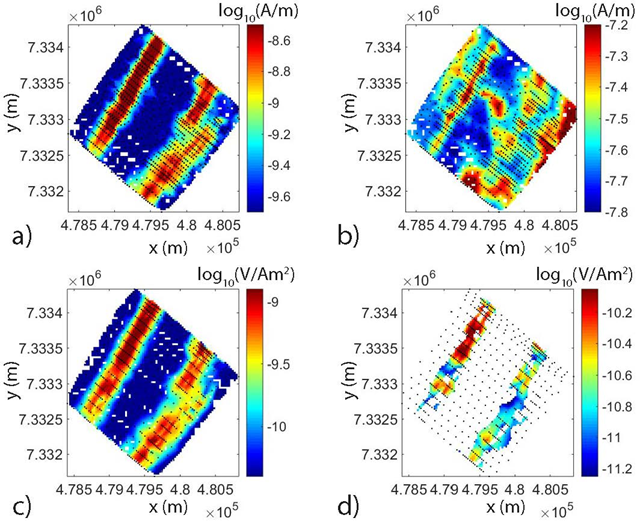 ×10⁶ log₁₀(A/m)
7.334
7.3335
7.333
7.3325
7.332
y (m)
-8.5
-9
-9.2
-9.4
-9.6
4.785 4.79 4.795 4.8 4.805
a) x (m) ×10⁵
×10⁶ log₁₀(A/m)
7.334
7.3335
7.333
7.3325
7.332
y (m)
-7.2
-7.3
-7.4
-7.5
-7.6
-7.7
-7.8
4.785 4.79 4.795 4.8 4.805
b) x (m) ×10⁵
×10⁶ log₁₀(V/Am²)
7.334
7.3335
7.333
7.3325
7.332
y (m)
-9
-9.5
-10
4.785 4.79 4.795 4.8 4.805
c) x (m) ×10⁵
×10⁶ log₁₀(V/Am²)
7.334
7.3335
7.333
7.3325
7.332
y (m)
-10.2
-10.4
-10.6
-10.8
-11
-11.2
4.785 4.79 4.795 4.8 4.805
d) x (m) ×10⁵